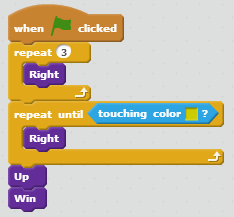 when clicked
repeat 3
Right
repeat until touching color ?
Right
Up
Win